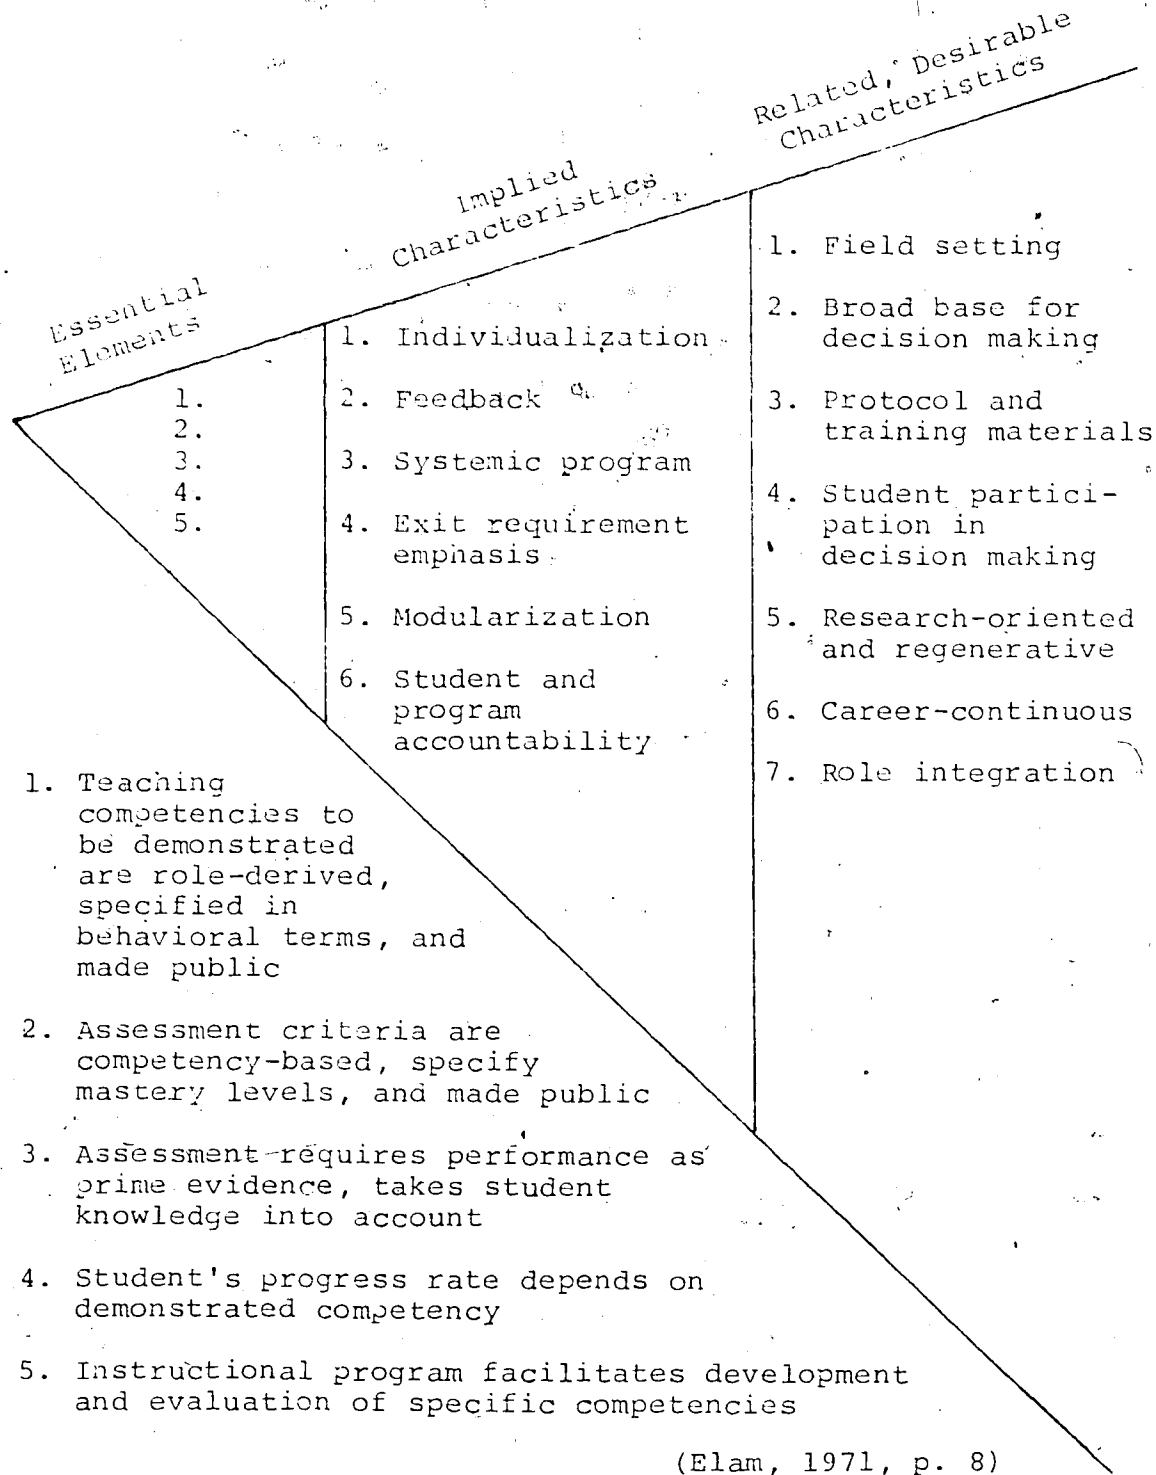 Related, Desirable
Characteristics
Implied
Characteristics
Essential
Elements
1.
2.
3.
4.
5.
1. Individualization
2. Feedback
3. Systemic program
4. Exit requirement
emphasis
5. Modularization
6. Student and
program
accountability
1. Field setting
2. Broad base for
decision making
3. Protocol and
training materials
4. Student partici-
pation in
decision making
5. Research-oriented
and regenerative
6. Career-continuous
7. Role integration
1. Teaching
competencies to
be demonstrated
are role-derived,
specified in
behavioral terms, and
made public
2. Assessment criteria are
competency-based, specify
mastery levels, and made public
3. Assessment requires performance as
prime evidence, takes student
knowledge into account
4. Student's progress rate depends on
demonstrated competency
5. Instructional program facilitates development
and evaluation of specific competencies
(Elam, 1971, p. 8)